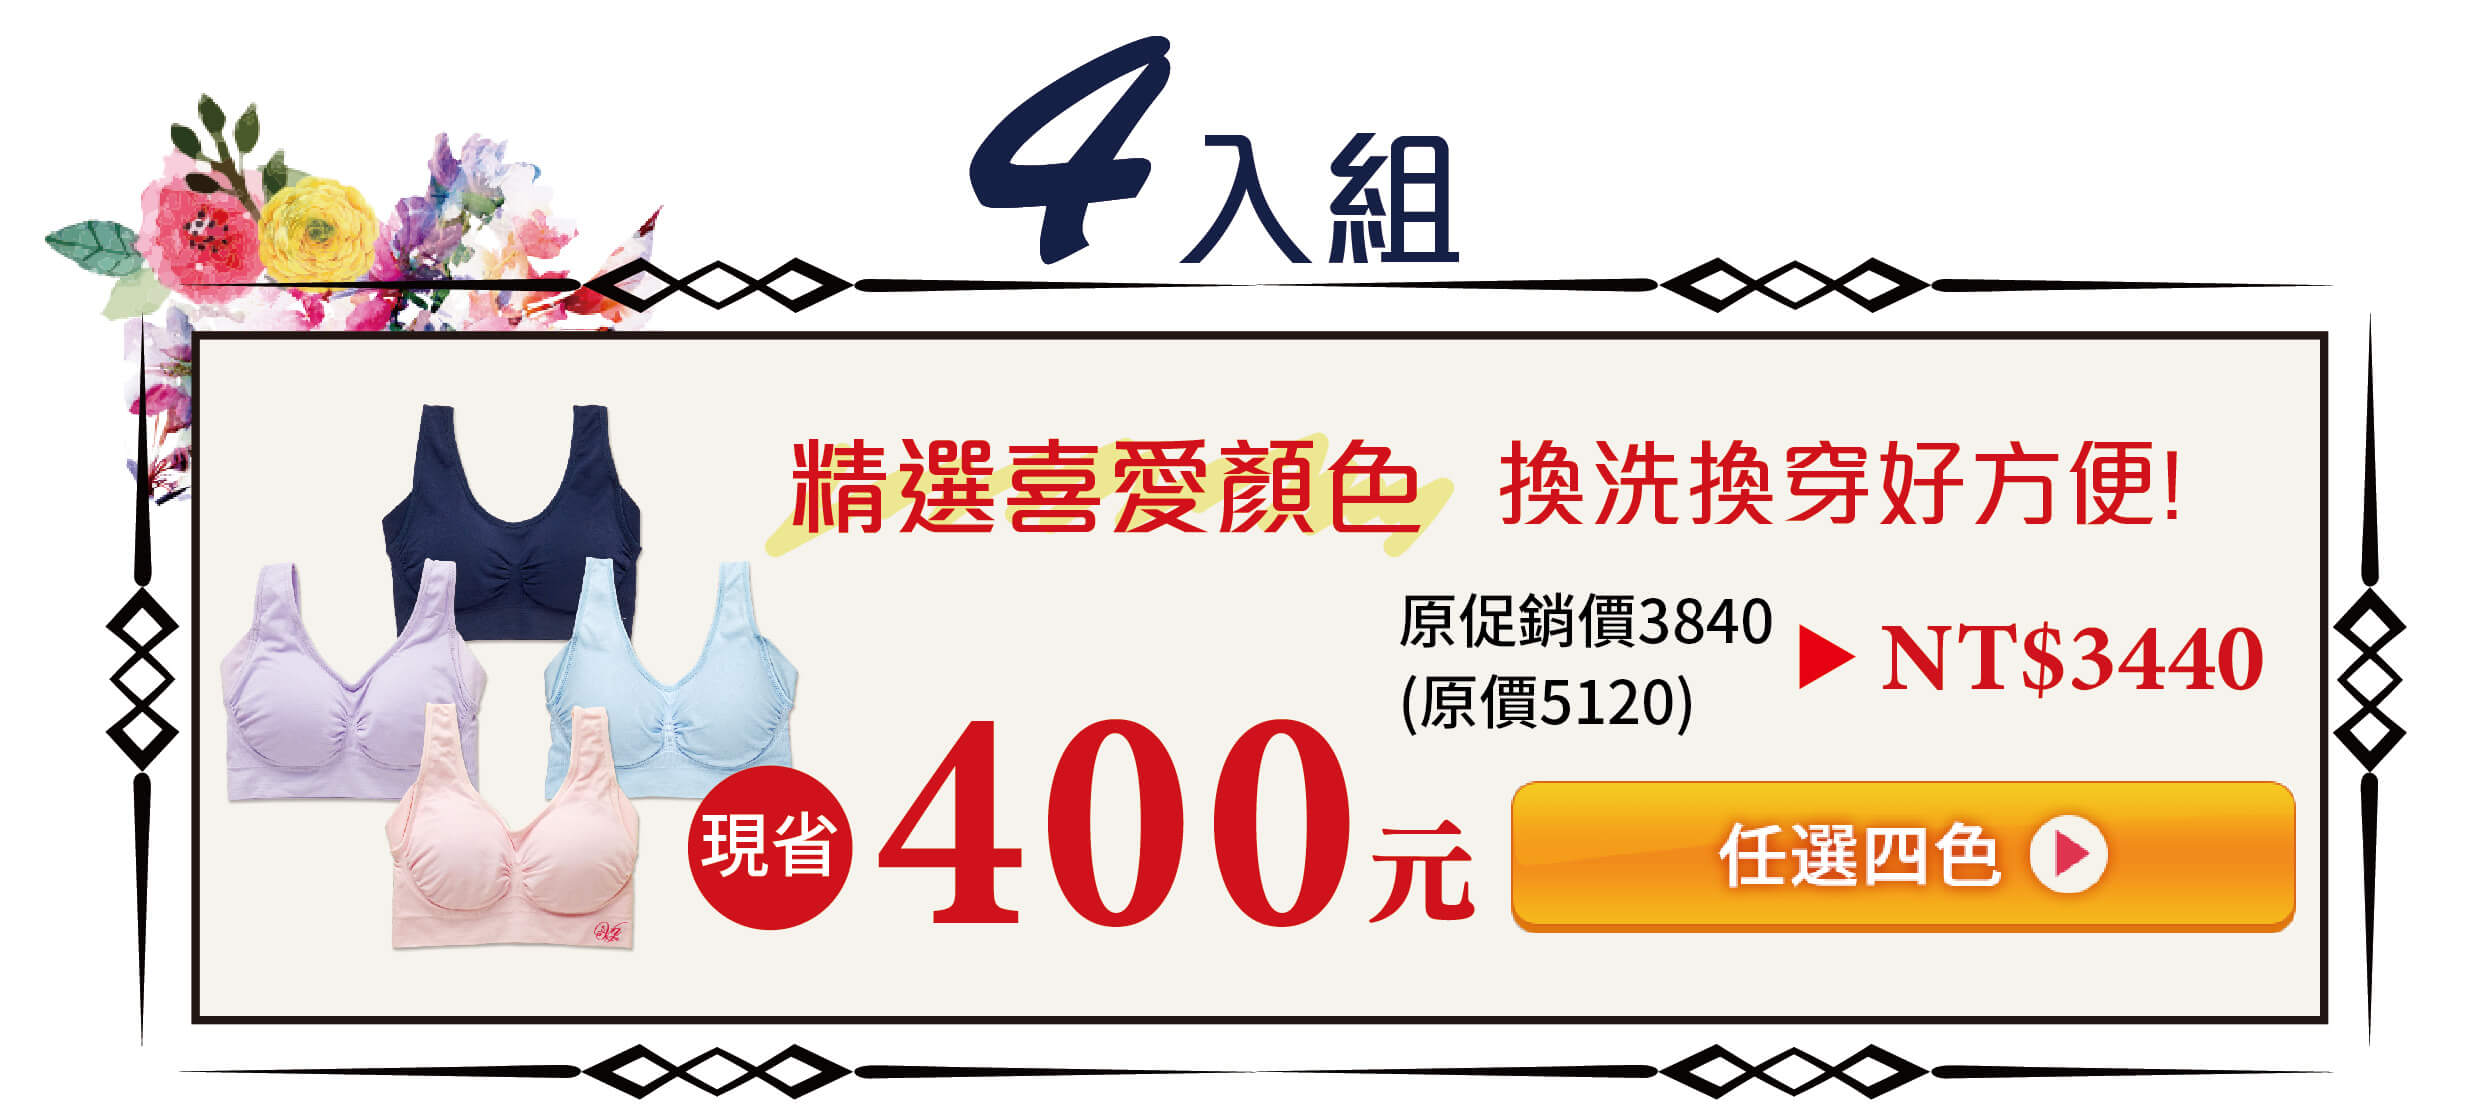 4入組
精選喜愛顏色 換洗換穿好方便!
原促銷價3840
(原價5120)
▶ NT$3440
現省400元
任選四色